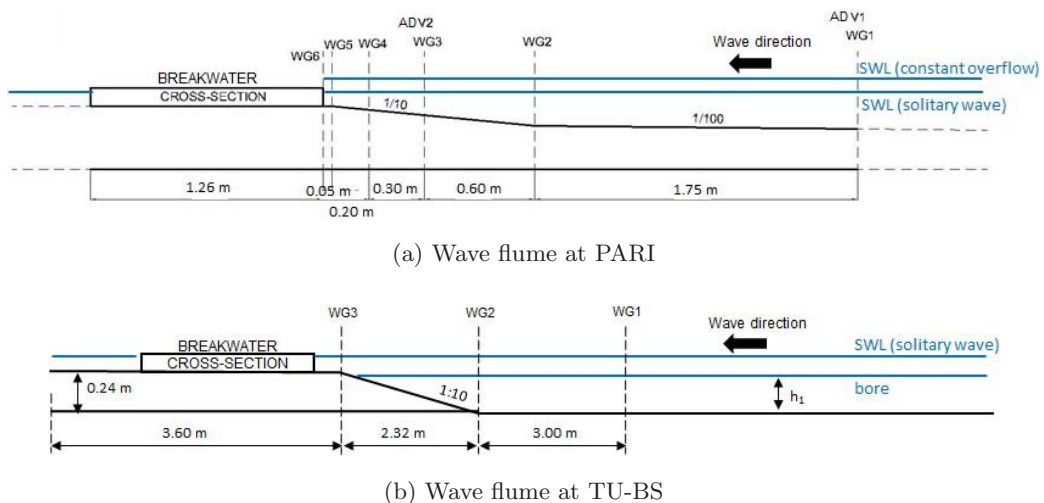 ADV2
ADV1
WG6 WG5 WG4 WG3 WG2 WG1
Wave direction
SWL (constant overflow)
BREAKWATER
CROSS-SECTION
SWL (solitary wave)
1/10
1/100
1.26 m 0.05 m 0.30 m 0.60 m 1.75 m
0.20 m
(a) Wave flume at PARI
WG3 WG2 WG1
Wave direction
BREAKWATER
SWL (solitary wave)
CROSS-SECTION
bore
0.24 m
1:10
h₁
3.60 m 2.32 m 3.00 m
(b) Wave flume at TU-BS